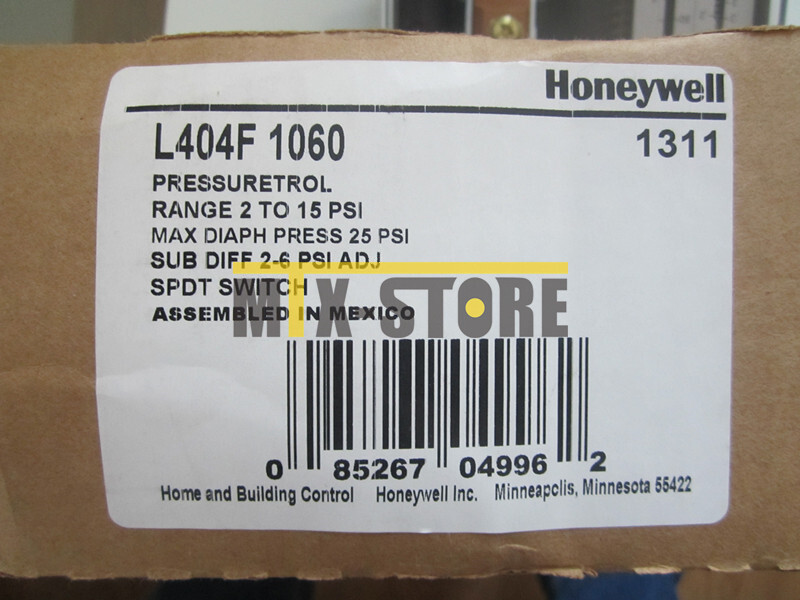 Honeywell
L404F 1060 1311
PRESSURETROL
RANGE 2 TO 15 PSI
MAX DIAPH PRESS 25 PSI
SUB DIFF 2-6 PSI ADJ
SPDT SWITCH
ASSEMBLED IN MEXICO
MTX STORE
0 85267 04996 2
Home and Building Control Honeywell Inc. Minneapolis, Minnesota 55422